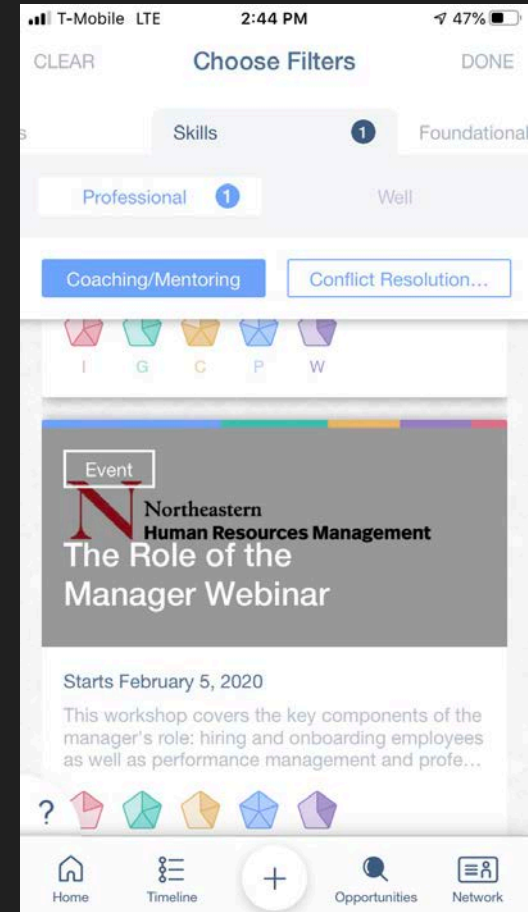 T-Mobile LTE 2:44 PM 47%
CLEAR Choose Filters DONE
s Skills 1 Foundational
Professional 1 Well
Coaching/Mentoring Conflict Resolution...
I G C P W
Event
N Northeastern
Human Resources Management
The Role of the
Manager Webinar
Starts February 5, 2020
This workshop covers the key components of the
manager's role: hiring and onboarding employees
as well as performance management and profe...
?
Home Timeline + Opportunities Network